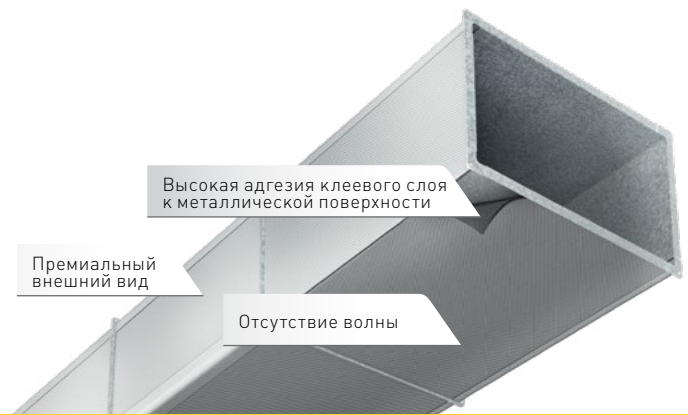 Высокая адгезия клеевого слоя
к металлической поверхности
Премиальный
внешний вид
Отсутствие волны